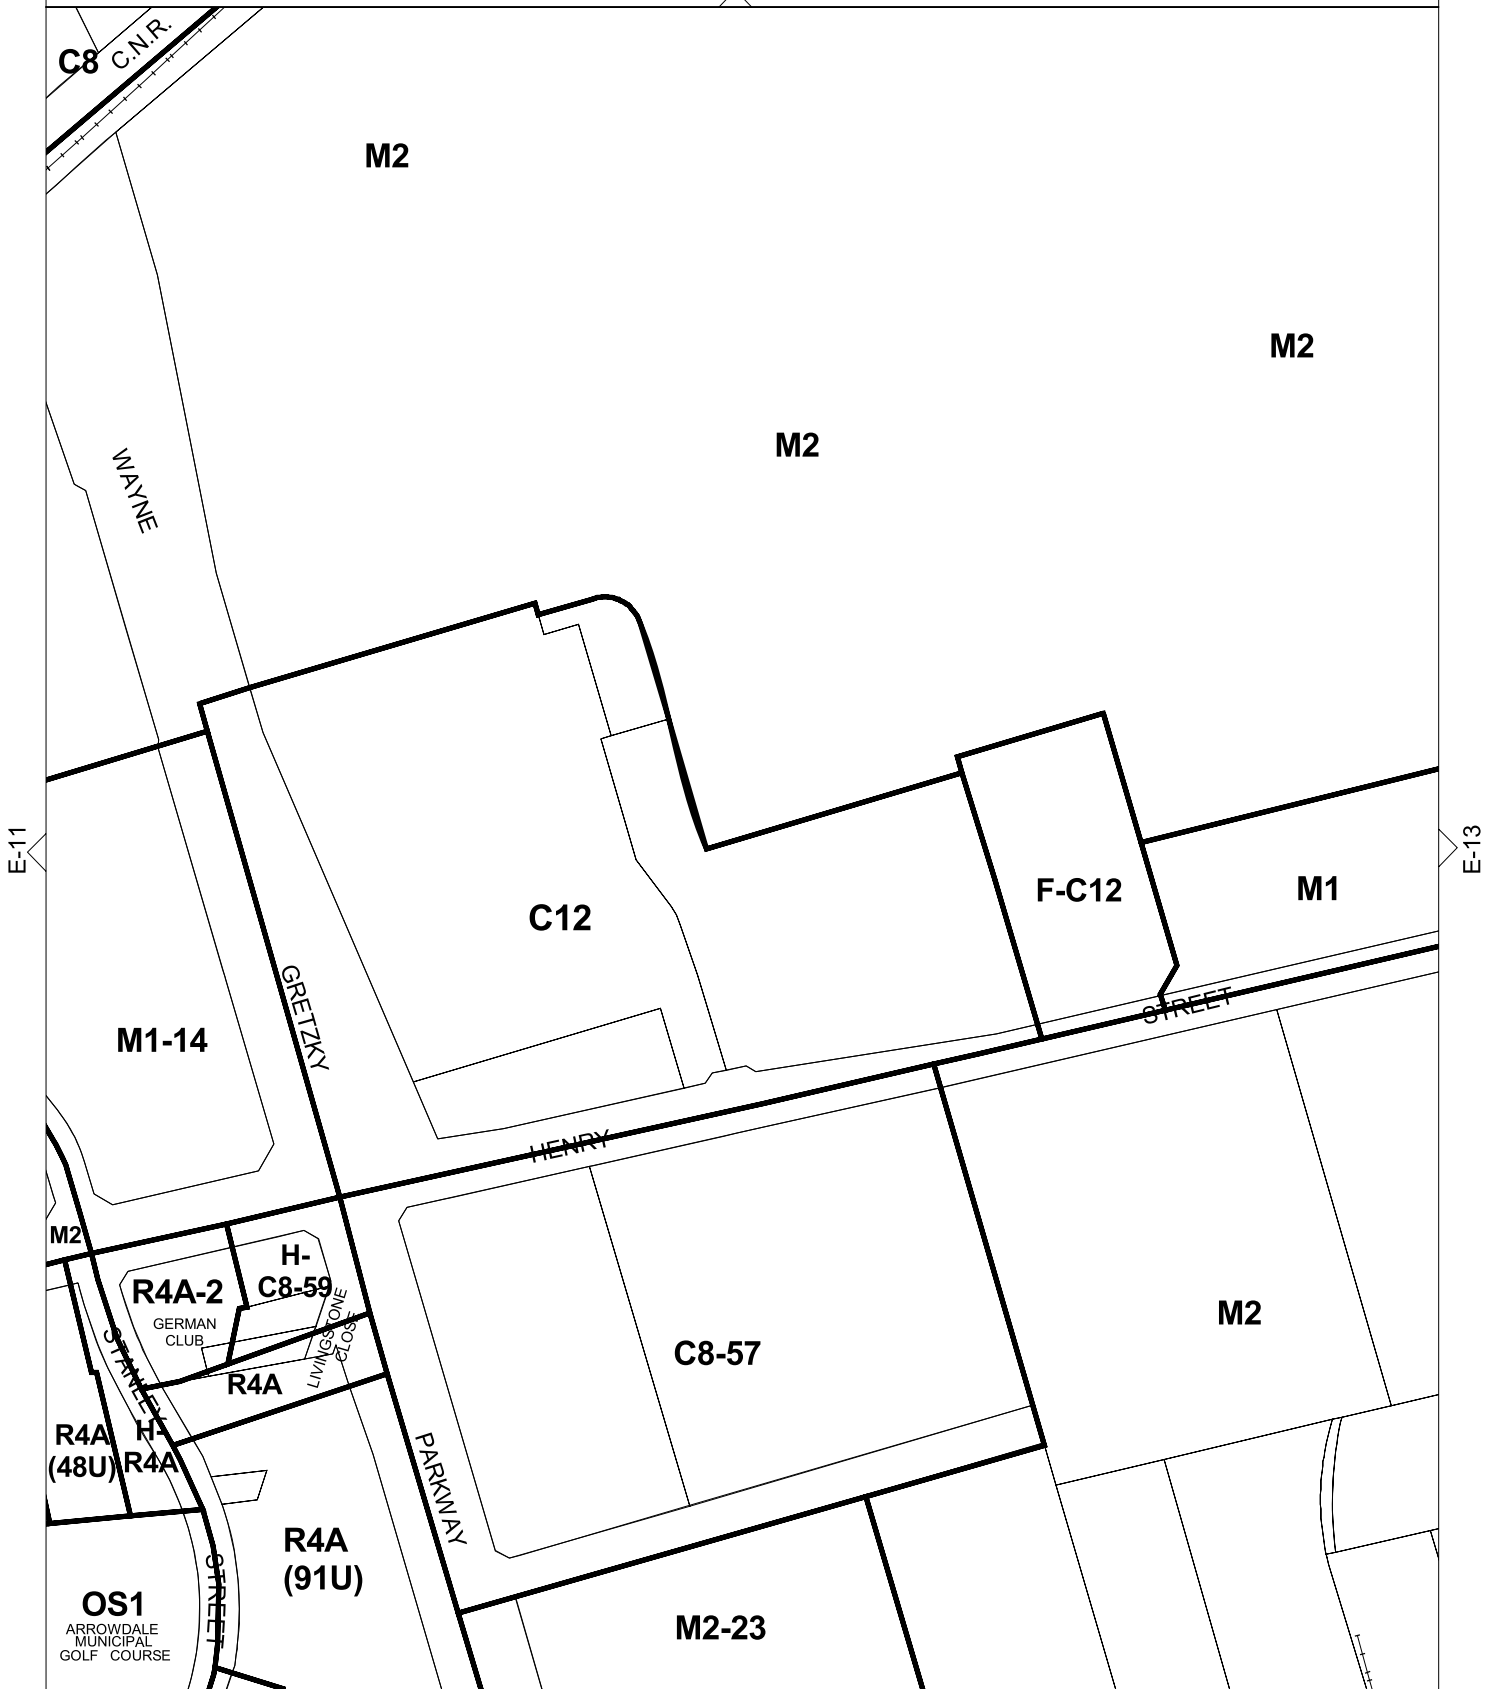 C8
C.N.R.
M2
M2
M2
WAYNE
E-11
E-13
F-C12
M1
C12
GRETZKY
STREET
M1-14
HENRY
M2
H-
C8-59
R4A-2
GERMAN
CLUB
LIVINGSTONE
CLOSE
M2
C8-57
STANLEY
R4A
R4A
(48U)
H-
R4A
PARKWAY
R4A
(91U)
STREET
OS1
ARROWDALE
MUNICIPAL
GOLF COURSE
M2-23